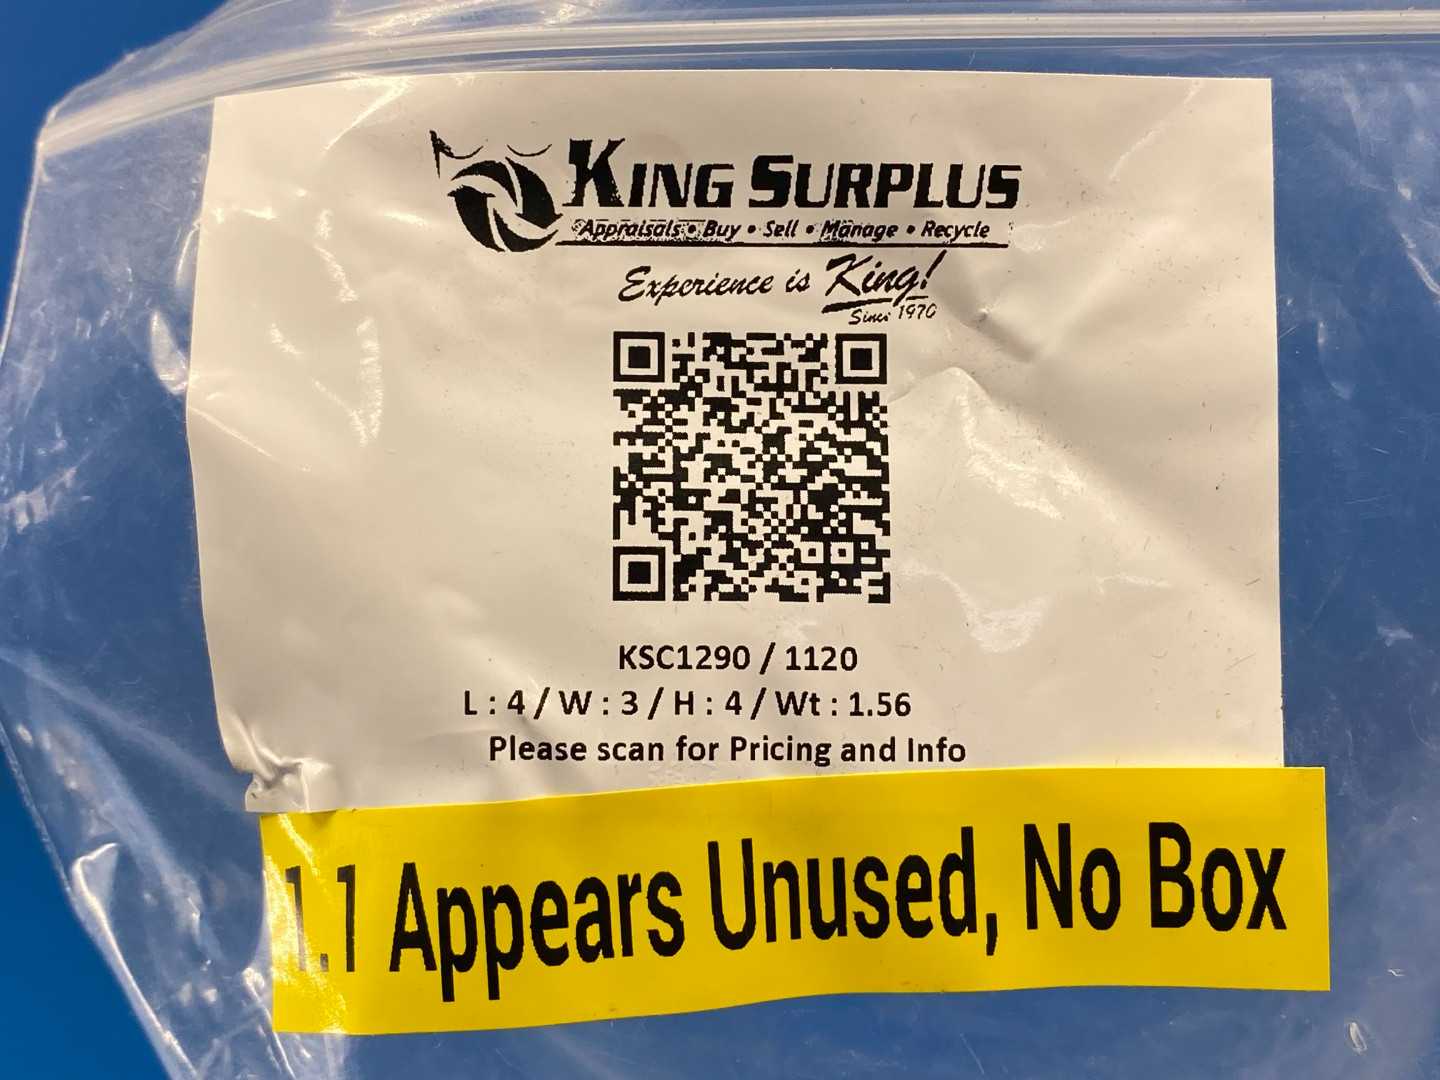 KING SURPLUS
Appraisals • Buy • Sell • Manage • Recycle
Experience is King!
Since 1970
KSC1290 / 1120
L : 4 / W : 3 / H : 4 / Wt : 1.56
Please scan for Pricing and Info
1.1 Appears Unused, No Box